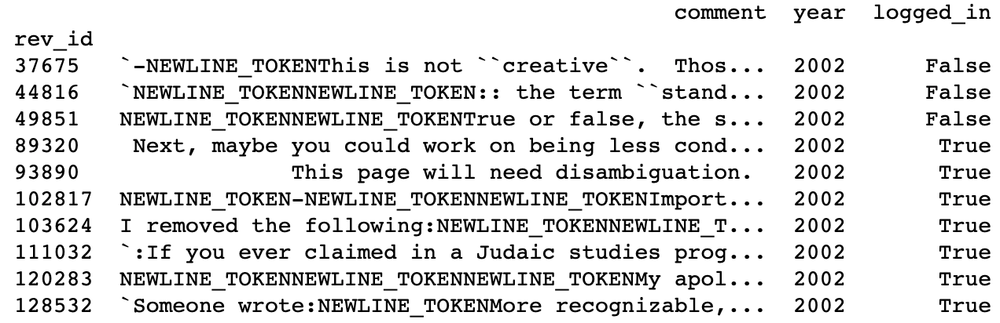 comment year logged_in
rev_id
37675 `-NEWLINE_TOKENThis is not ``creative``. Thos... 2002 False
44816 `NEWLINE_TOKENNEWLINE_TOKEN:: the term ``stand... 2002 False
49851 NEWLINE_TOKENNEWLINE_TOKENTrue or false, the s... 2002 False
89320 Next, maybe you could work on being less cond... 2002 True
93890 This page will need disambiguation. 2002 True
102817 NEWLINE_TOKEN-NEWLINE_TOKENNEWLINE_TOKENImport... 2002 True
103624 I removed the following:NEWLINE_TOKENNEWLINE_T... 2002 True
111032 `:If you ever claimed in a Judaic studies prog... 2002 True
120283 NEWLINE_TOKENNEWLINE_TOKENNEWLINE_TOKENMy apol... 2002 True
128532 `Someone wrote:NEWLINE_TOKENMore recognizable,... 2002 True